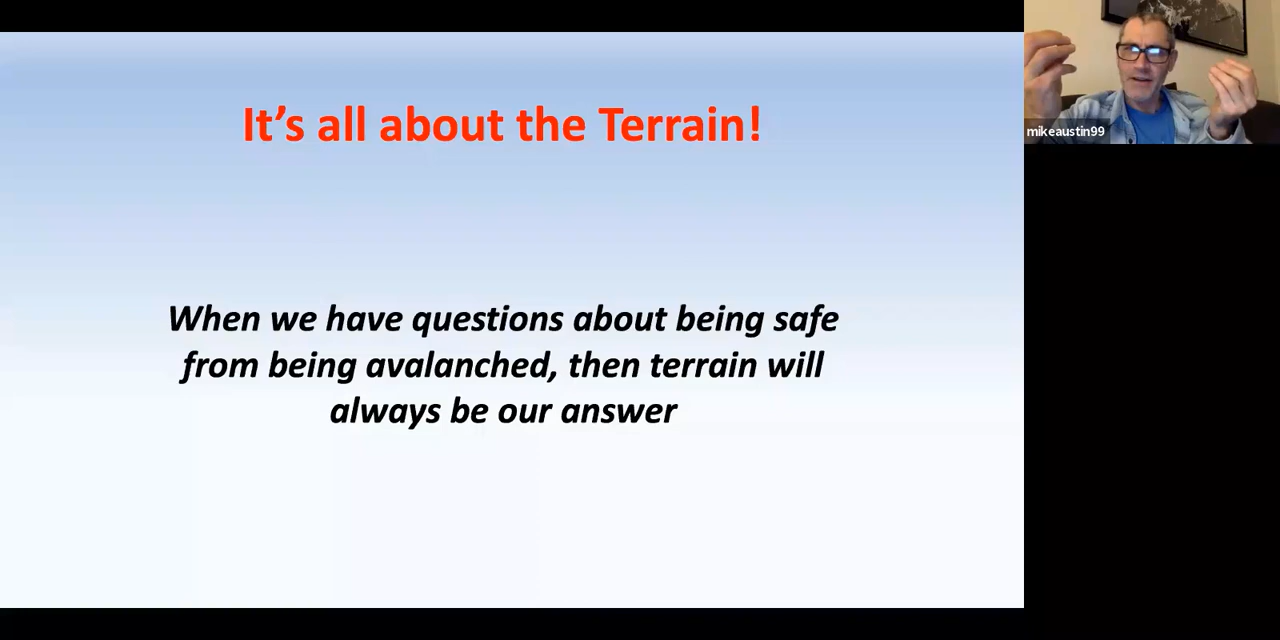 It’s all about the Terrain!
When we have questions about being safe
from being avalanched, then terrain will
always be our answer
mikeaustin99